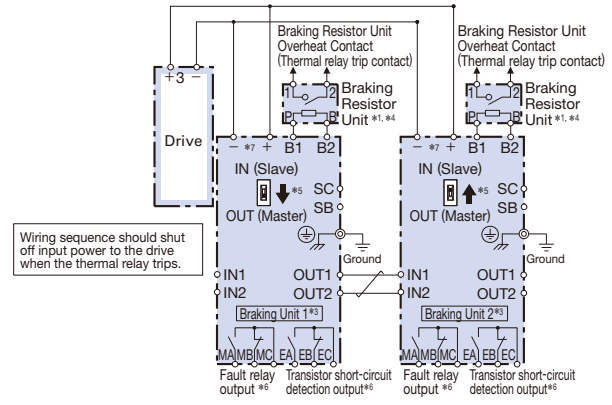 Braking Resistor Unit
Overheat Contact
(Thermal relay trip contact)
Braking Resistor Unit
Overheat Contact
(Thermal relay trip contact)
+3 −
Drive
1 2
P B
Braking
Resistor
Unit *1, *4
1 2
P B
Braking
Resistor
Unit *1, *4
− *7 + B1 B2
IN (Slave)
*5
OUT (Master)
SC
SB
Ground
− *7 + B1 B2
IN (Slave)
*5
OUT (Master)
SC
SB
Ground
Wiring sequence should shut
off input power to the drive
when the thermal relay trips.
IN1 OUT1
IN2 OUT2
Braking Unit 1*3
IN1 OUT1
IN2 OUT2
Braking Unit 2*3
MA MB MC EA EB EC
MA MB MC EA EB EC
Fault relay
output *6
Transistor short-circuit
detection output*6
Fault relay
output *6
Transistor short-circuit
detection output*6